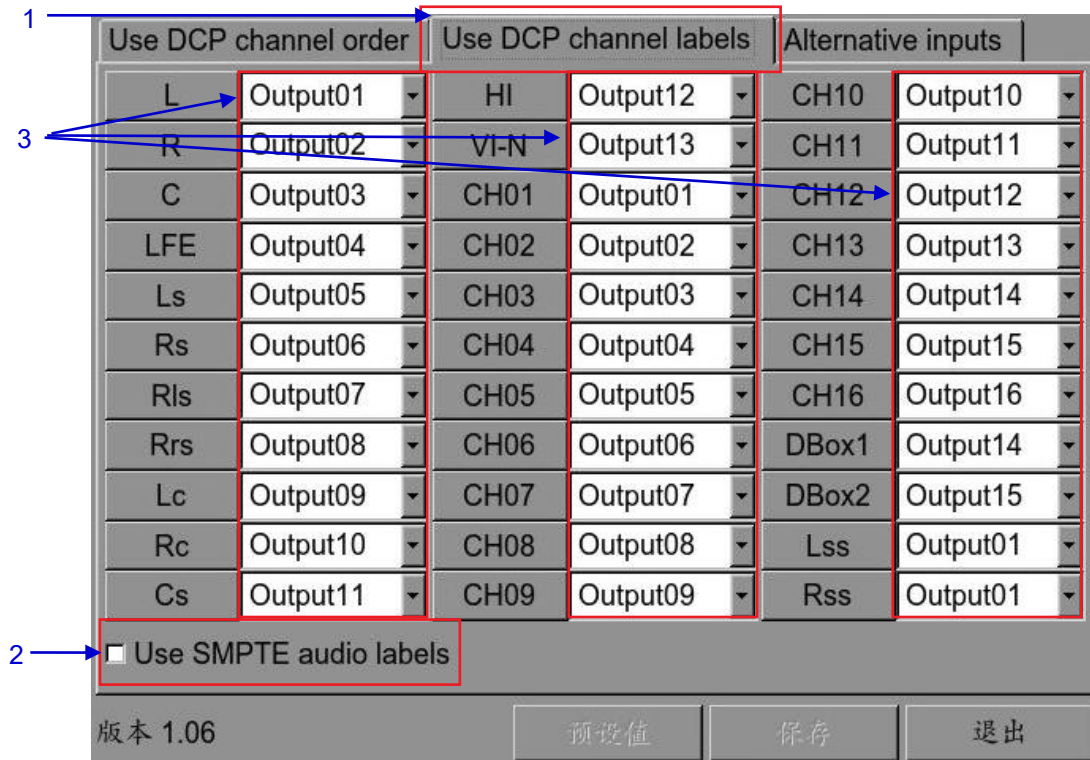 1
Use DCP channel order Use DCP channel labels Alternative inputs
L Output01 HI Output12 CH10 Output10
3
R Output02 VI-N Output13 CH11 Output11
C Output03 CH01 Output01 CH12 Output12
LFE Output04 CH02 Output02 CH13 Output13
Ls Output05 CH03 Output03 CH14 Output14
Rs Output06 CH04 Output04 CH15 Output15
Rls Output07 CH05 Output05 CH16 Output16
Rrs Output08 CH06 Output06 DBox1 Output14
Lc Output09 CH07 Output07 DBox2 Output15
Rc Output10 CH08 Output08 Lss Output01
Cs Output11 CH09 Output09 Rss Output01
2 Use SMPTE audio labels
版本 1.06 预设值 保存 退出